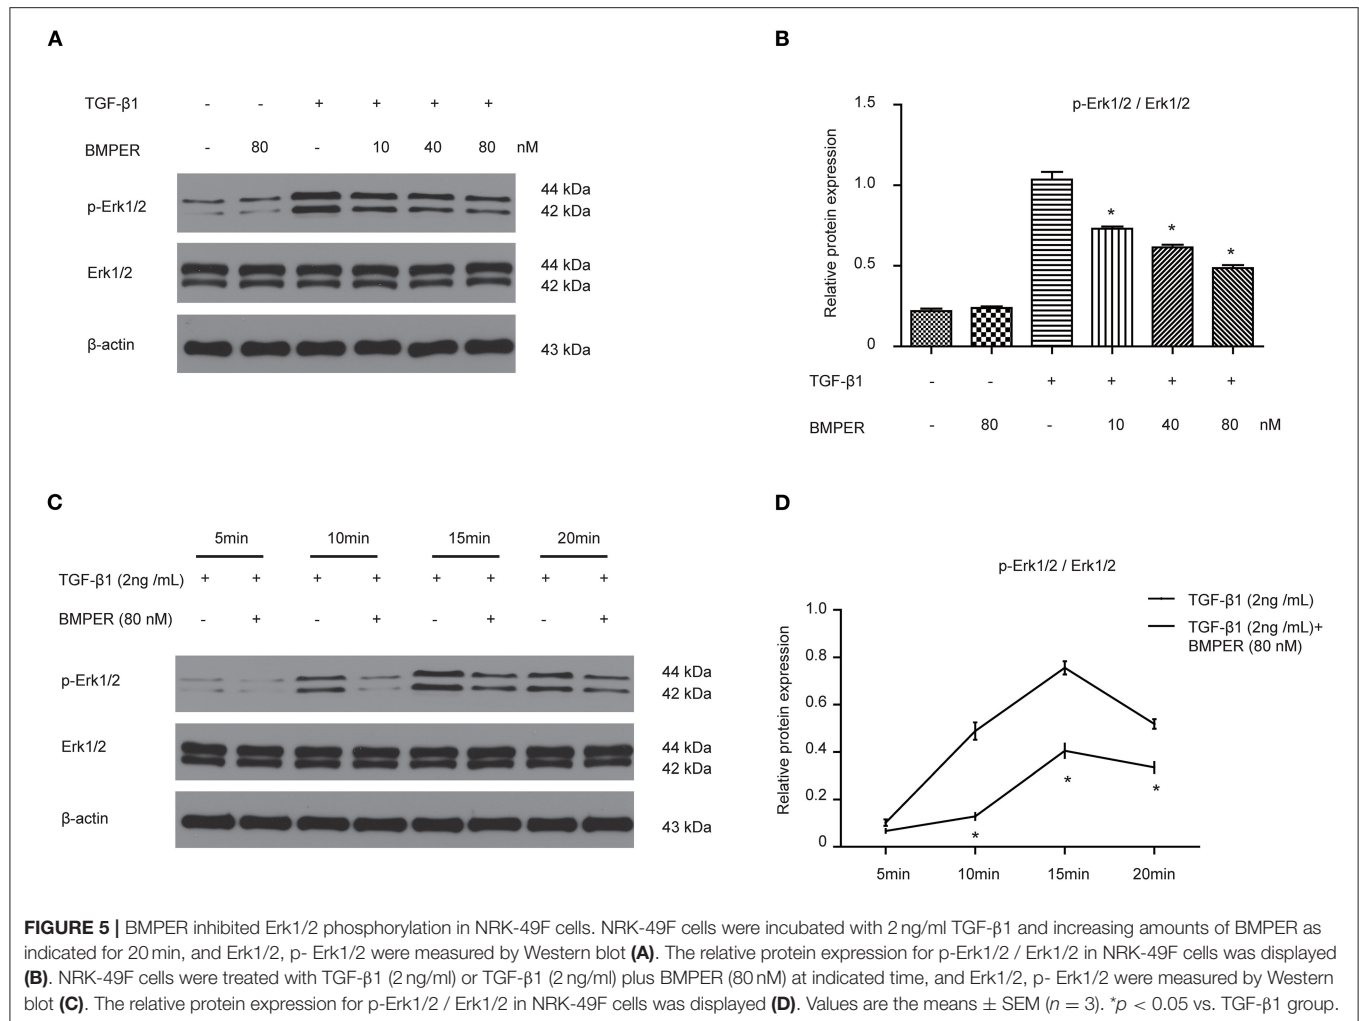 A
TGF-β1 - - + + + +
BMPER - 80 - 10 40 80 nM
p-Erk1/2
44 kDa
42 kDa
Erk1/2
44 kDa
42 kDa
β-actin
43 kDa
B
p-Erk1/2 / Erk1/2
Relative protein expression
1.5
1.0
0.5
0
*
*
*
TGF-β1 - - + + + +
BMPER - 80 - 10 40 80 nM
C
5min 10min 15min 20min
TGF-β1 (2ng /mL) + + + + + + + +
BMPER (80 nM) - + - + - + - +
p-Erk1/2
44 kDa
42 kDa
Erk1/2
44 kDa
42 kDa
β-actin
43 kDa
D
p-Erk1/2 / Erk1/2
TGF-β1 (2ng /mL)
TGF-β1 (2ng /mL)+
BMPER (80 nM)
Relative protein expression
1.0
0.8
0.6
0.4
0.2
0
*
*
*
5min 10min 15min 20min
FIGURE 5 | BMPER inhibited Erk1/2 phosphorylation in NRK-49F cells. NRK-49F cells were incubated with 2 ng/ml TGF-β1 and increasing amounts of BMPER as
indicated for 20 min, and Erk1/2, p- Erk1/2 were measured by Western blot (A). The relative protein expression for p-Erk1/2 / Erk1/2 in NRK-49F cells was displayed
(B). NRK-49F cells were treated with TGF-β1 (2 ng/ml) or TGF-β1 (2 ng/ml) plus BMPER (80 nM) at indicated time, and Erk1/2, p- Erk1/2 were measured by Western
blot (C). The relative protein expression for p-Erk1/2 / Erk1/2 in NRK-49F cells was displayed (D). Values are the means ± SEM (n = 3). *p < 0.05 vs. TGF-β1 group.